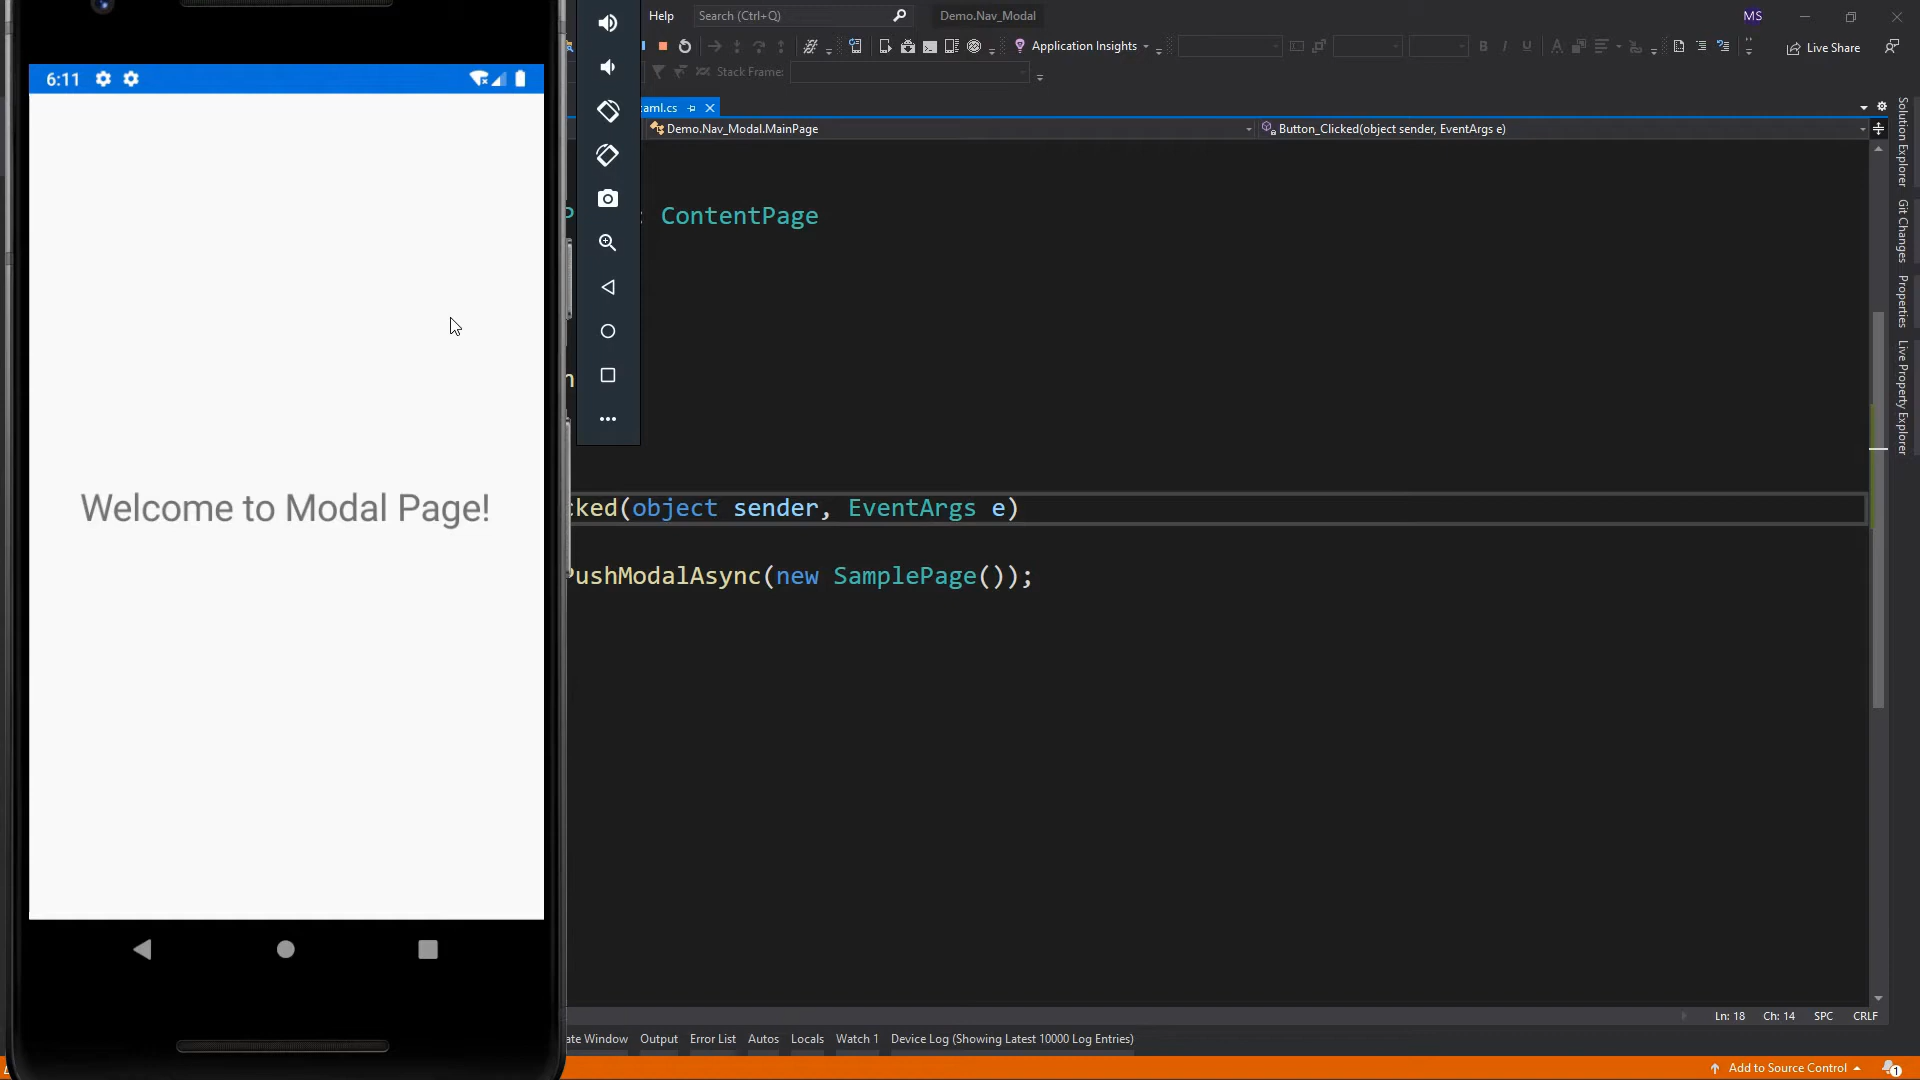 Help
Search (Ctrl+Q)
Demo.Nav_Modal
MS
Application Insights
Live Share
Stack Frame:
6:11
aml.cs
Demo.Nav_Modal.MainPage
Button_Clicked(object sender, EventArgs e)
: ContentPage
n
Welcome to Modal Page!
cked(object sender, EventArgs e)
PushModalAsync(new SamplePage());
Solution Explorer
Git Changes
Properties
Live Property Explorer
Ln: 18
Ch: 14
SPC
CRLF
ate Window
Output
Error List
Autos
Locals
Watch 1
Device Log (Showing Latest 10000 Log Entries)
Add to Source Control
1